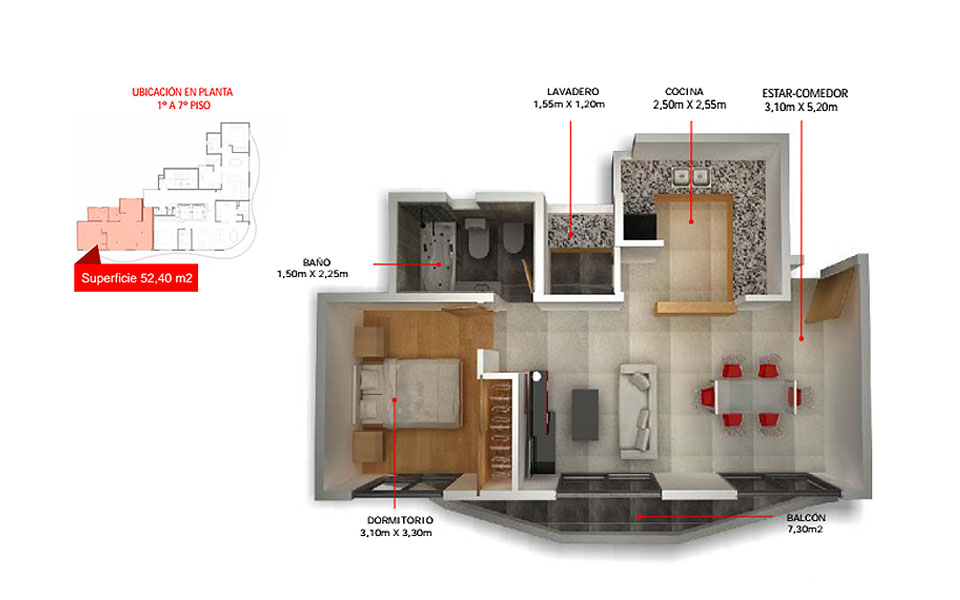 UBICACIÓN EN PLANTA
1º A 7º PISO
Superficie 52,40 m2
LAVADERO
1,55m X 1,20m
COCINA
2,50m X 2,55m
ESTAR-COMEDOR
3,10m X 5,20m
BAÑO
1,50m X 2,25m
DORMITORIO
3,10m X 3,30m
BALCÓN
7,30m2